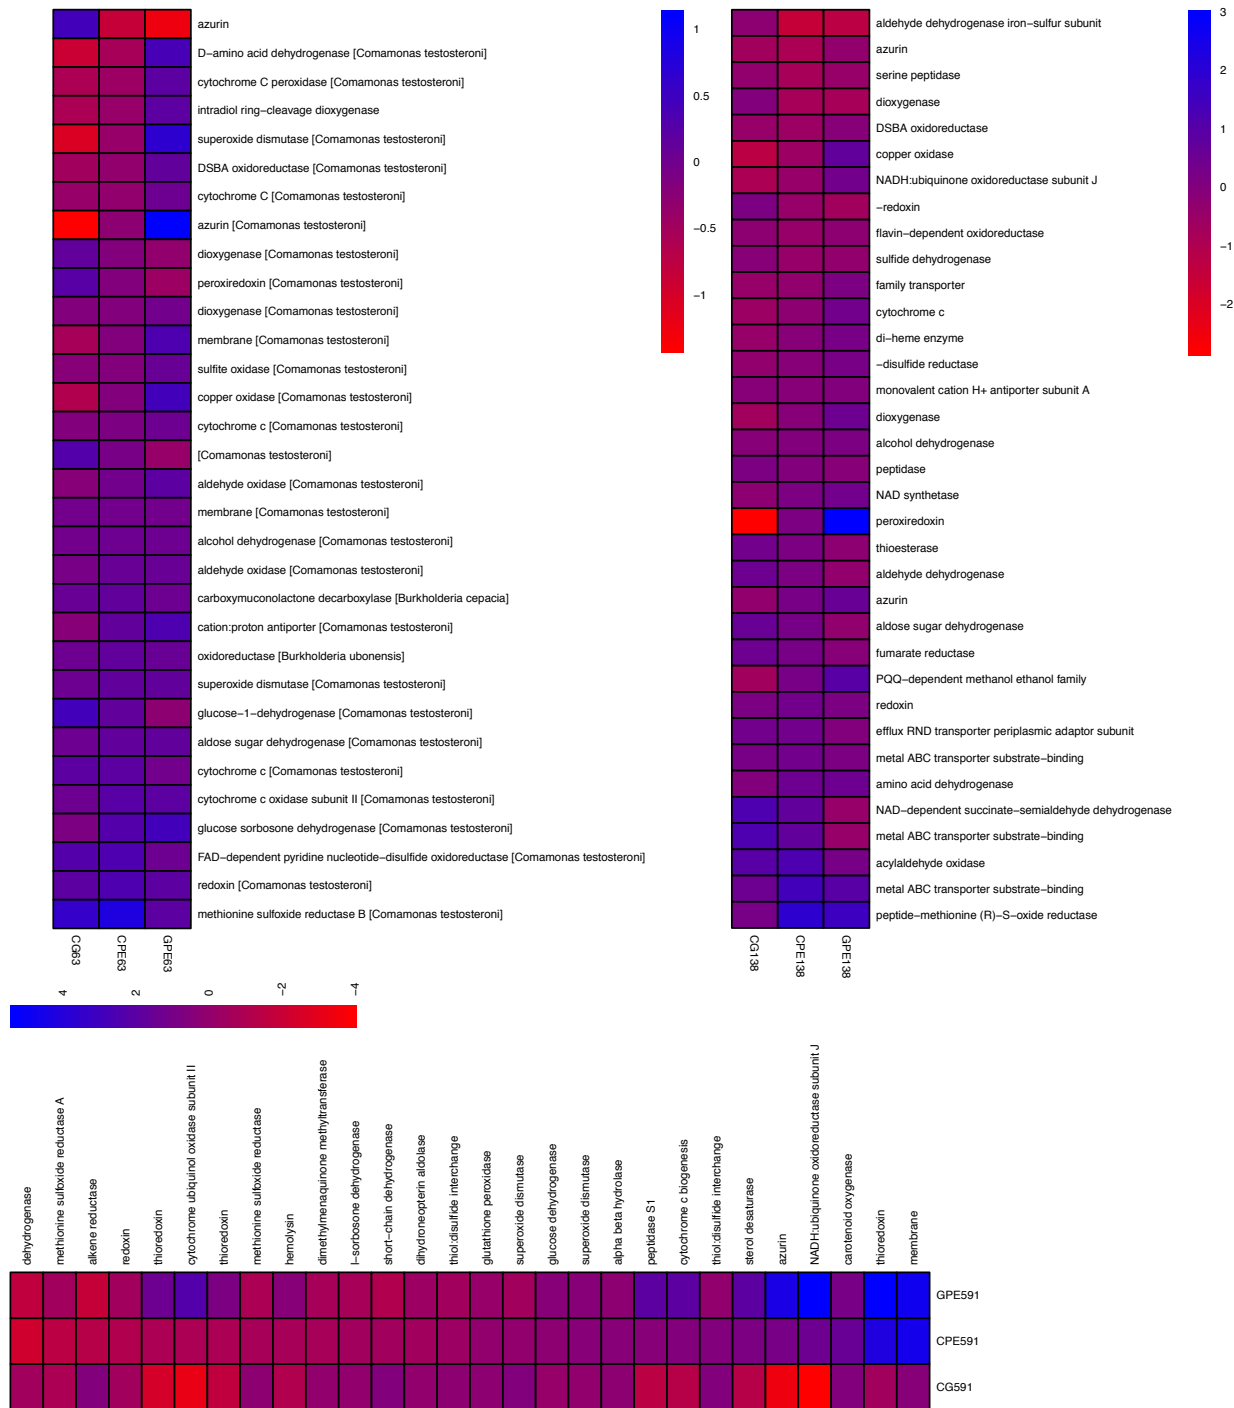 azurin
D−amino acid dehydrogenase [Comamonas testosteroni]
cytochrome C peroxidase [Comamonas testosteroni]
intradiol ring−cleavage dioxygenase
superoxide dismutase [Comamonas testosteroni]
DSBA oxidoreductase [Comamonas testosteroni]
cytochrome C [Comamonas testosteroni]
azurin [Comamonas testosteroni]
dioxygenase [Comamonas testosteroni]
peroxiredoxin [Comamonas testosteroni]
dioxygenase [Comamonas testosteroni]
membrane [Comamonas testosteroni]
sulfite oxidase [Comamonas testosteroni]
copper oxidase [Comamonas testosteroni]
cytochrome c [Comamonas testosteroni]
[Comamonas testosteroni]
aldehyde oxidase [Comamonas testosteroni]
membrane [Comamonas testosteroni]
alcohol dehydrogenase [Comamonas testosteroni]
aldehyde oxidase [Comamonas testosteroni]
carboxymuconolactone decarboxylase [Burkholderia cepacia]
cation:proton antiporter [Comamonas testosteroni]
oxidoreductase [Burkholderia ubonensis]
superoxide dismutase [Comamonas testosteroni]
glucose−1−dehydrogenase [Comamonas testosteroni]
aldose sugar dehydrogenase [Comamonas testosteroni]
cytochrome c [Comamonas testosteroni]
cytochrome c oxidase subunit II [Comamonas testosteroni]
glucose sorbosone dehydrogenase [Comamonas testosteroni]
FAD−dependent pyridine nucleotide−disulfide oxidoreductase [Comamonas testosteroni]
redoxin [Comamonas testosteroni]
methionine sulfoxide reductase B [Comamonas testosteroni]
CG63
CPE63
GPE63
1
0.5
0
−0.5
−1
aldehyde dehydrogenase iron−sulfur subunit
azurin
serine peptidase
dioxygenase
DSBA oxidoreductase
copper oxidase
NADH:ubiquinone oxidoreductase subunit J
−redoxin
flavin−dependent oxidoreductase
sulfide dehydrogenase
family transporter
cytochrome c
di−heme enzyme
−disulfide reductase
monovalent cation H+ antiporter subunit A
dioxygenase
alcohol dehydrogenase
peptidase
NAD synthetase
peroxiredoxin
thioesterase
aldehyde dehydrogenase
azurin
aldose sugar dehydrogenase
fumarate reductase
PQQ−dependent methanol ethanol family
redoxin
efflux RND transporter periplasmic adaptor subunit
metal ABC transporter substrate−binding
amino acid dehydrogenase
NAD−dependent succinate−semialdehyde dehydrogenase
metal ABC transporter substrate−binding
acylaldehyde oxidase
metal ABC transporter substrate−binding
peptide−methionine (R)−S−oxide reductase
CG138
CPE138
GPE138
3
2
1
0
−1
−2
4
2
0
−2
−4
dehydrogenase
methionine sulfoxide reductase A
alkene reductase
redoxin
thioredoxin
cytochrome ubiquinol oxidase subunit II
thioredoxin
methionine sulfoxide reductase
hemolysin
dimethylmenaquinone methyltransferase
l−sorbosone dehydrogenase
short−chain dehydrogenase
dihydroneopterin aldolase
thiol:disulfide interchange
glutathione peroxidase
superoxide dismutase
glucose dehydrogenase
superoxide dismutase
alpha beta hydrolase
peptidase S1
cytochrome c biogenesis
thiol:disulfide interchange
sterol desaturase
azurin
NADH:ubiquinone oxidoreductase subunit J
carotenoid oxygenase
thioredoxin
membrane
GPE591
CPE591
CG591